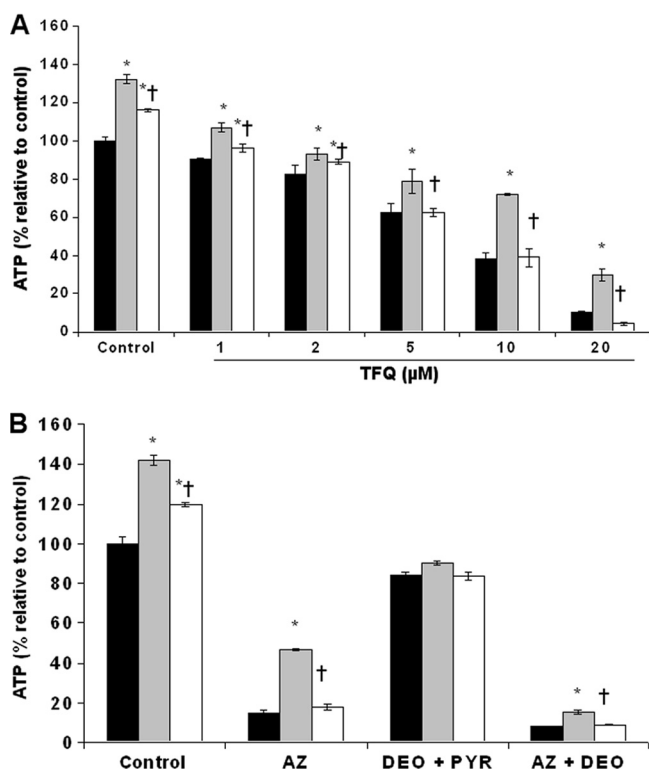 A
ATP (% relative to control)
160
140
120
100
80
60
40
20
0
* *† * *† * *† * † * † * †
Control 1 2 5 10 20
TFQ (µM)
B
ATP (% relative to control)
160
140
120
100
80
60
40
20
0
* *† * † * †
Control AZ DEO + PYR AZ + DEO